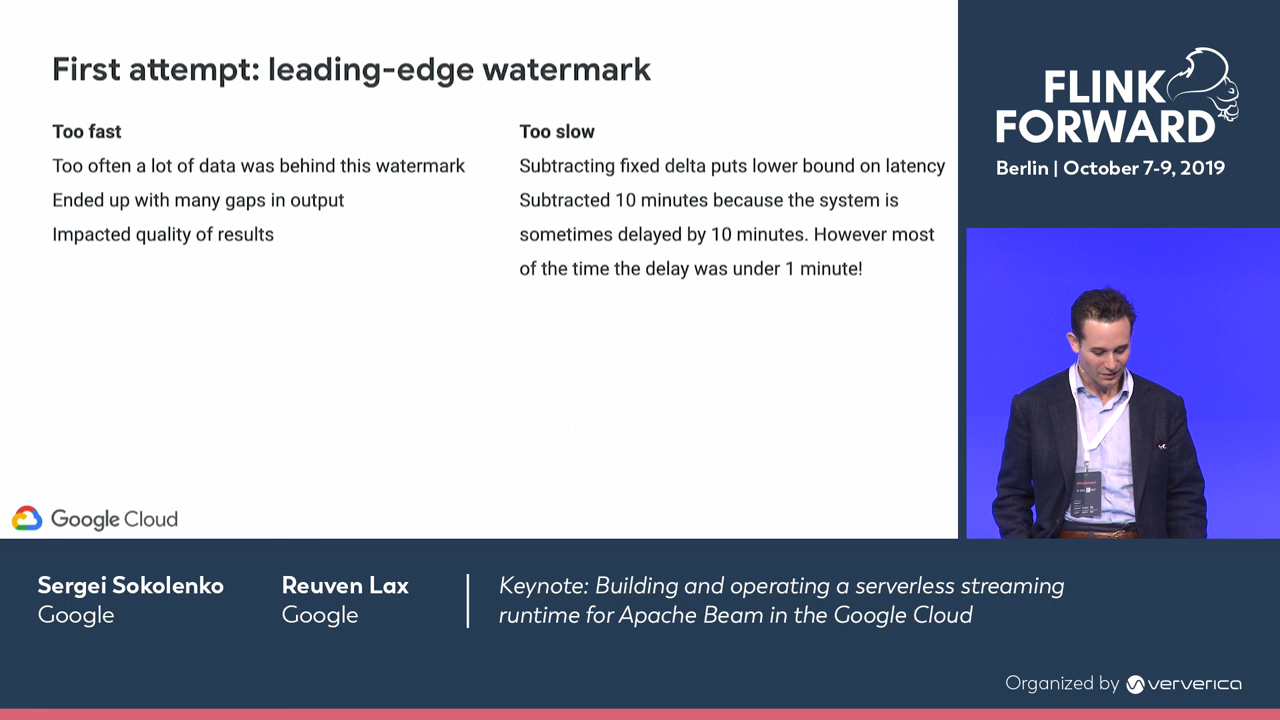 First attempt: leading-edge watermark
Too fast
Too often a lot of data was behind this watermark
Ended up with many gaps in output
Impacted quality of results
Too slow
Subtracting fixed delta puts lower bound on latency
Subtracted 10 minutes because the system is
sometimes delayed by 10 minutes. However most
of the time the delay was under 1 minute!
Google Cloud
FLINK
FORWARD
Berlin | October 7-9, 2019
Sergei Sokolenko
Google
Reuven Lax
Google
Keynote: Building and operating a serverless streaming
runtime for Apache Beam in the Google Cloud
Organized by ververica